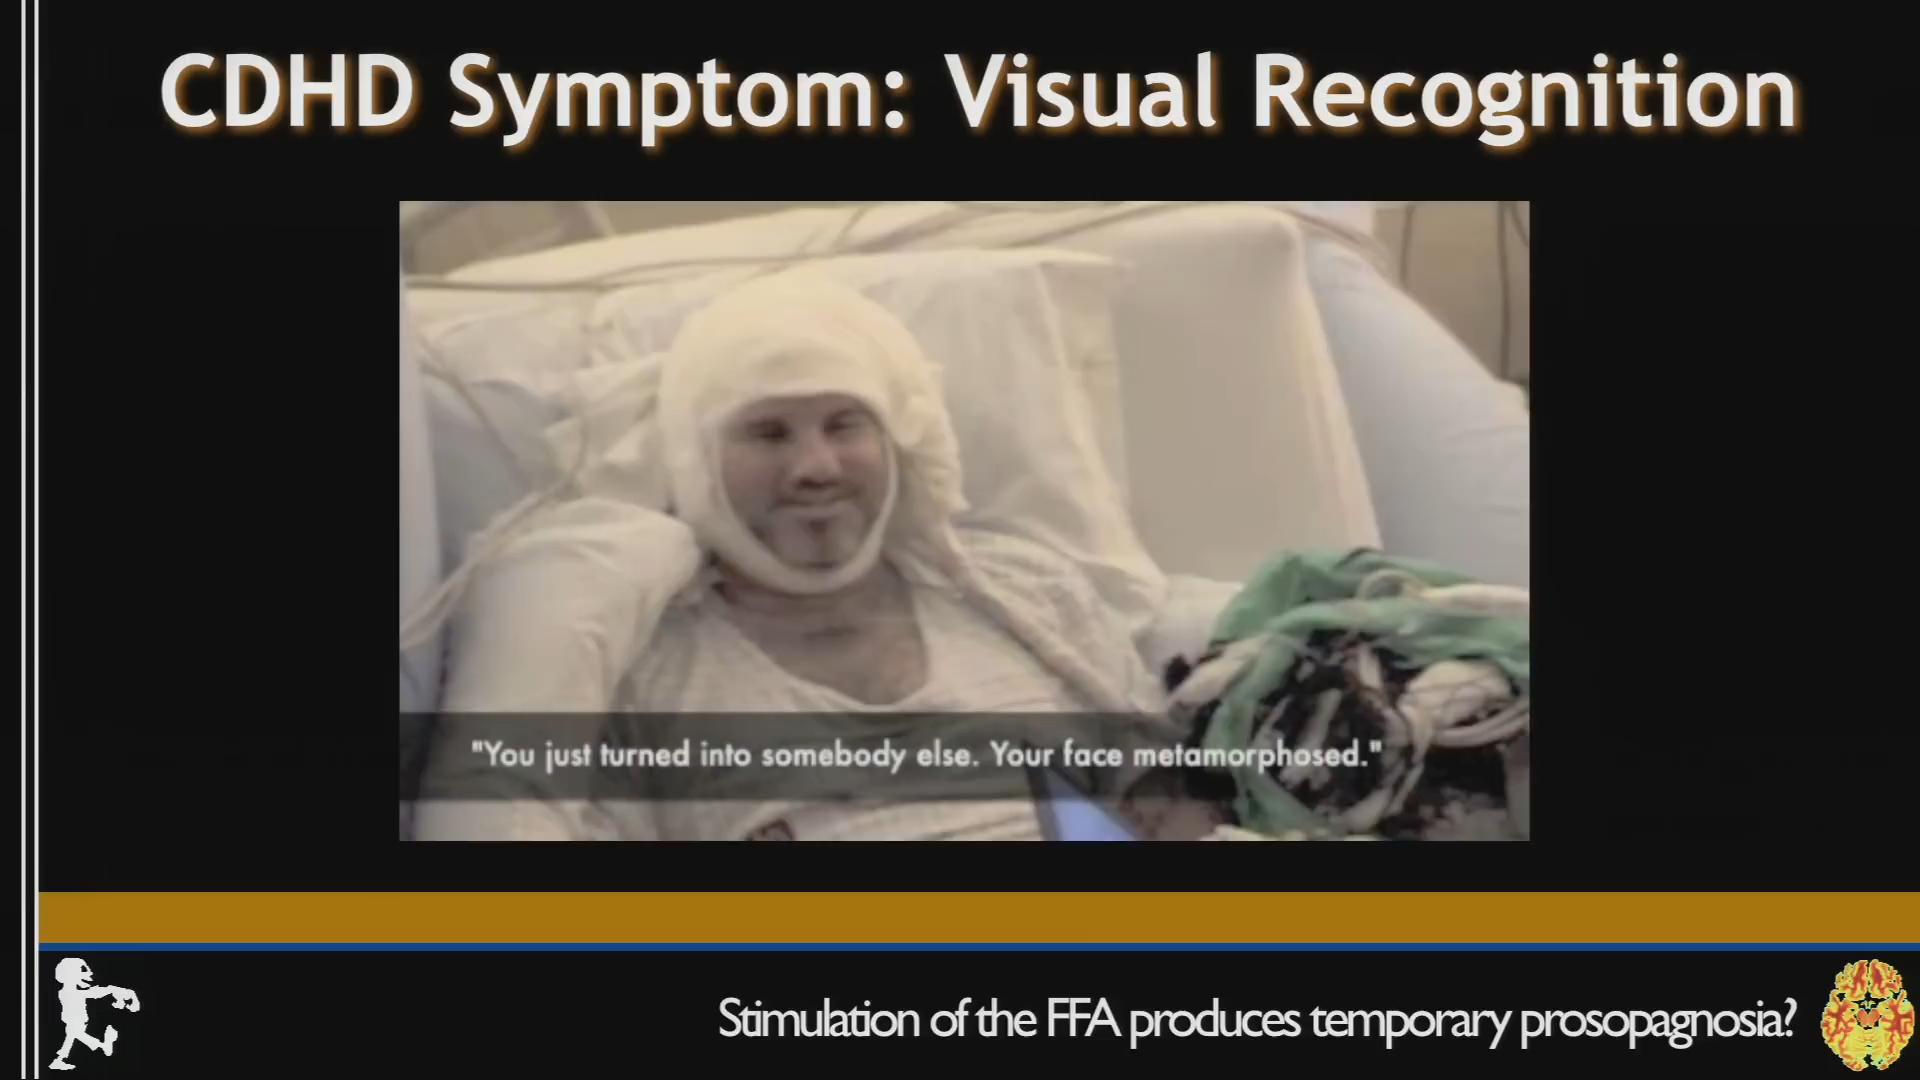 CDHD Symptom: Visual Recognition
"You just turned into somebody else. Your face metamorphosed."
Stimulation of the FFA produces temporary prosopagnosia?